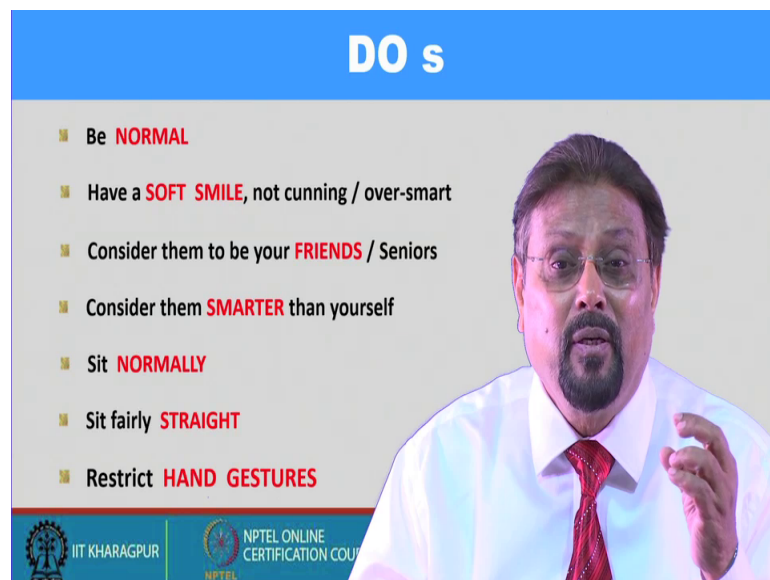 DO s
Be NORMAL
Have a SOFT SMILE, not cunning / over-smart
Consider them to be your FRIENDS / Seniors
Consider them SMARTER than yourself
Sit NORMALLY
Sit fairly STRAIGHT
Restrict HAND GESTURES
IIT KHARAGPUR
NPTEL ONLINE
CERTIFICATION COU
NPTEL